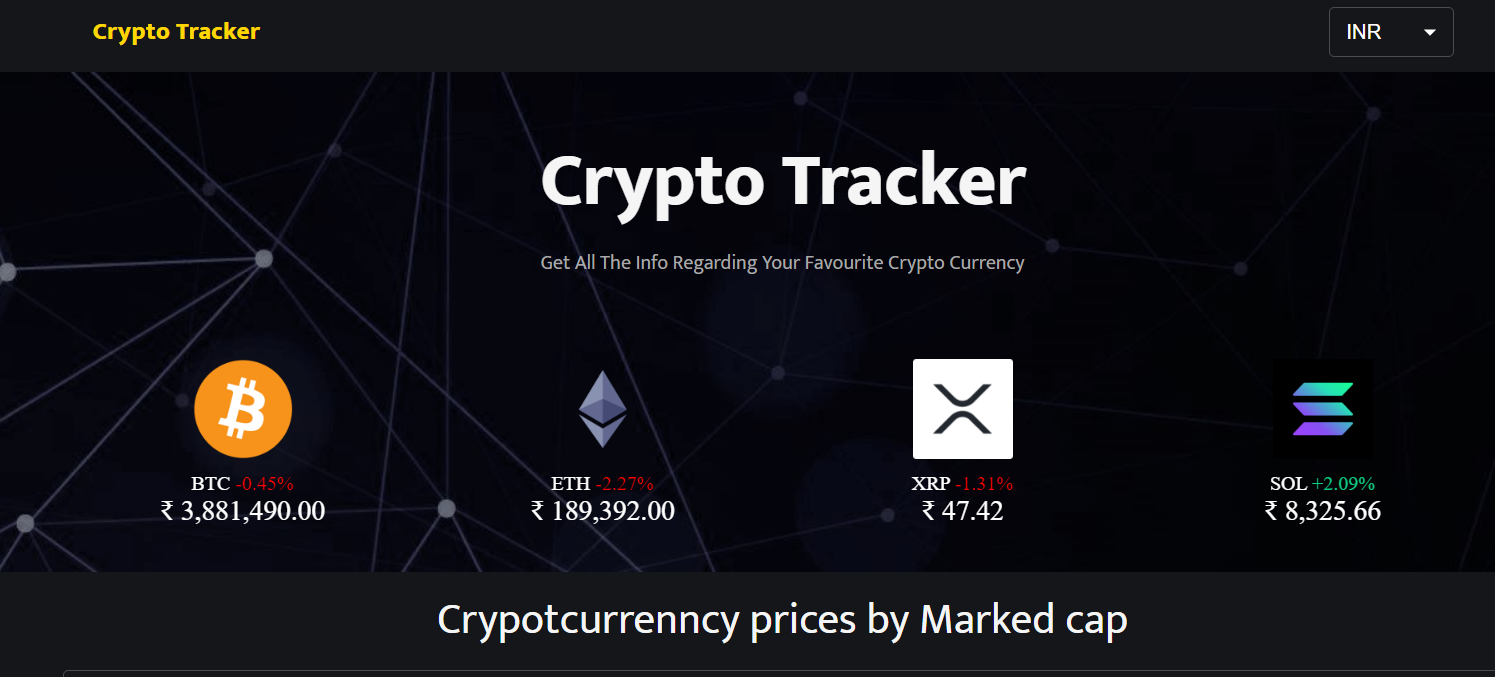 Crypto Tracker
INR
Crypto Tracker
Get All The Info Regarding Your Favourite Crypto Currency
BTC -0.45%
₹ 3,881,490.00
ETH -2.27%
₹ 189,392.00
XRP -1.31%
₹ 47.42
SOL +2.09%
₹ 8,325.66
Crypotcurrenncy prices by Marked cap